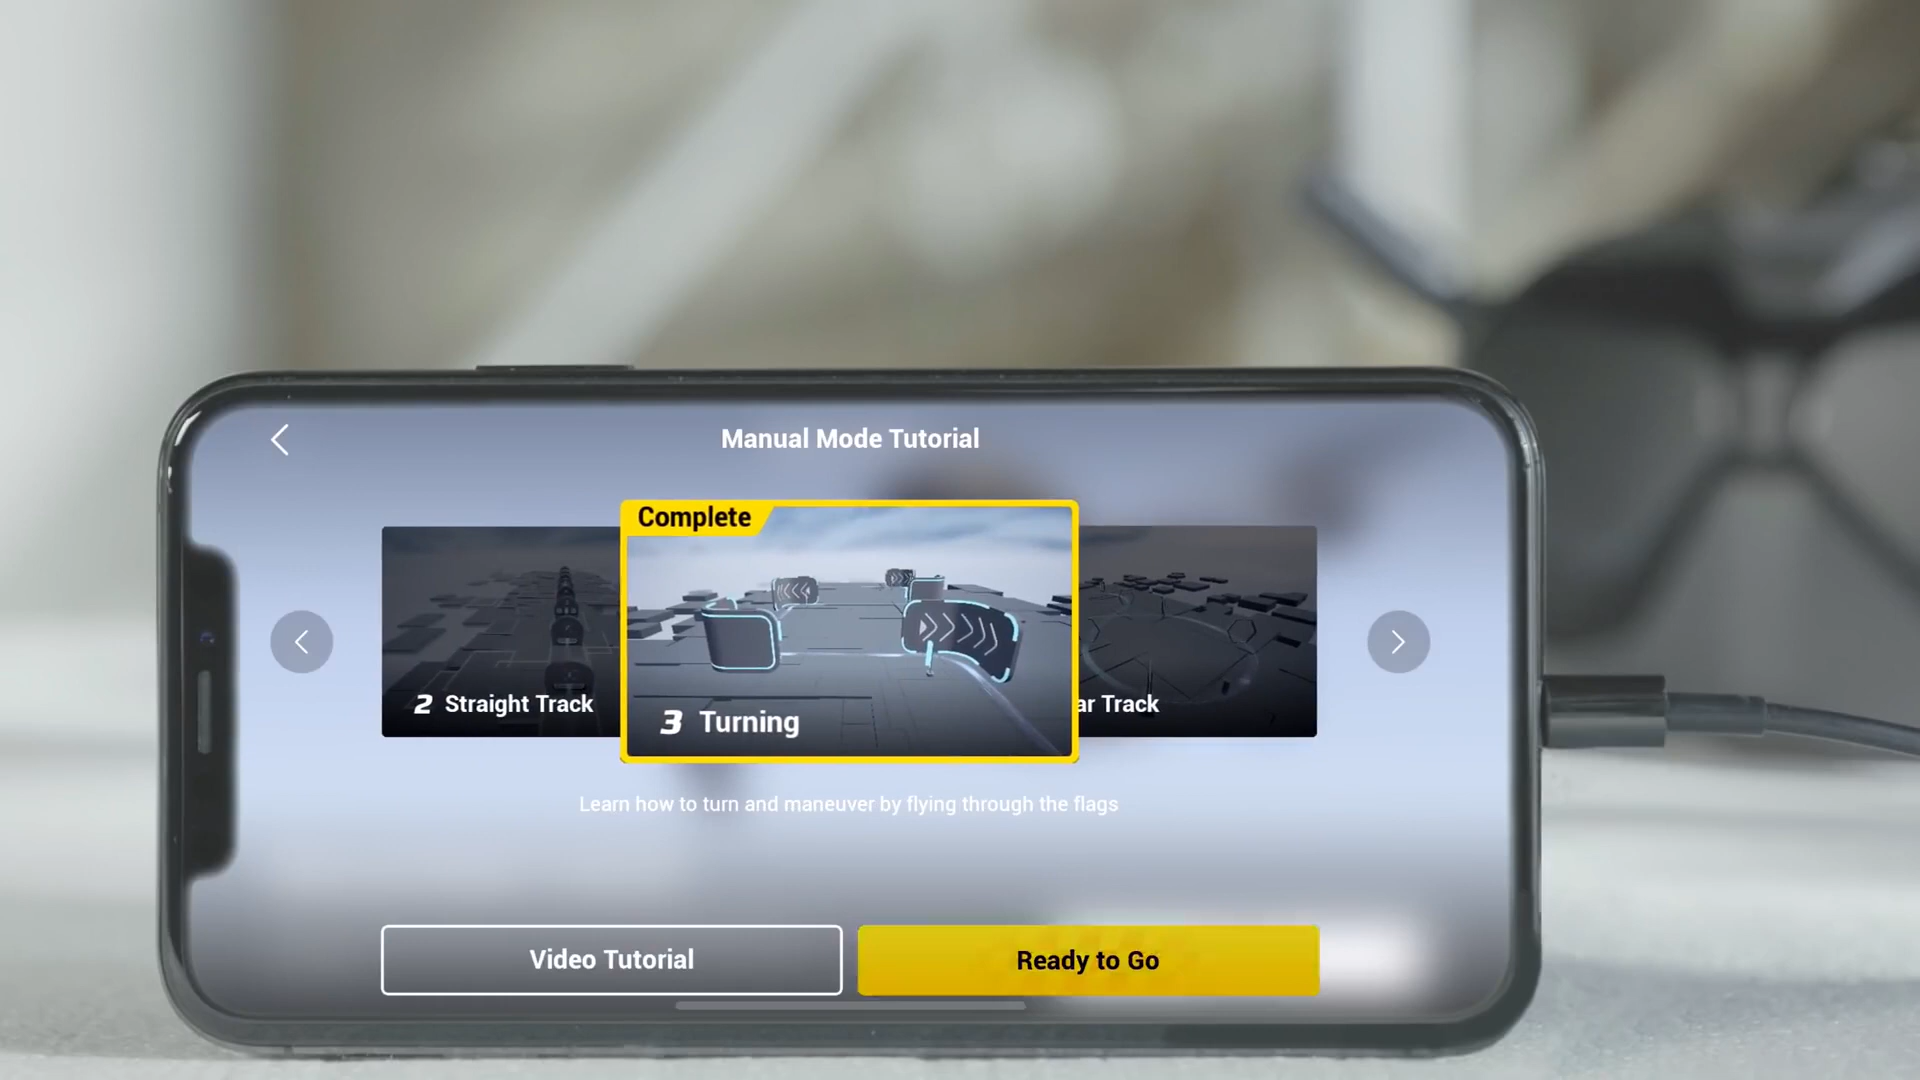 Manual Mode Tutorial
Complete
2 Straight Track
3 Turning
ar Track
Learn how to turn and maneuver by flying through the flags
Video Tutorial
Ready to Go